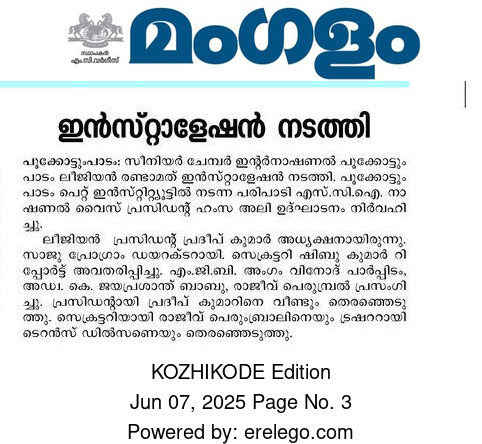 മംഗളം
സ്ഥാപകൻ
എം.സി.വർഗീസ്
ഇൻസ്റ്റാളേഷൻ നടത്തി
പൂക്കോട്ടുംപാടം: സീനിയർ ചേമ്പർ ഇന്റർനാഷണൽ പൂക്കോട്ടും
പാടം ലീജിയൻ രണ്ടാമത് ഇൻസ്റ്റാളേഷൻ നടത്തി. പൂക്കോട്ടും
പാടം പെറ്റ് ഇൻസ്റ്റിറ്റ്യൂട്ടിൽ നടന്ന പരിപാടി എസ്.സി.ഐ. നാ
ഷണൽ വൈസ് പ്രസിഡന്റ് ഹംസ അലി ഉദ്ഘാടനം നിർവഹി
ച്ചു.
ലീജിയൻ പ്രസിഡന്റ് പ്രദീപ് കുമാർ അധ്യക്ഷനായിരുന്നു.
സാജു പ്രോഗ്രാം ഡയറക്ടറായി. സെക്രട്ടറി ഷിബു കുമാർ റി
പ്പോർട്ട് അവതരിപ്പിച്ചു. എം.ജി.ബി. അംഗം വിനോദ് പാർപ്പിടം,
അഡ്വ. കെ. ജയപ്രശാന്ത് ബാബു, രാജീവ് പെരുമ്പ്രൽ പ്രസംഗി
ച്ചു. പ്രസിഡന്റായി പ്രദീപ് കുമാറിനെ വീണ്ടും തെരഞ്ഞെടു
ത്തു. സെക്രട്ടറിയായി രാജീവ് പെരുംബ്രാലിനെയും ട്രഷററായി
ടെറൻസ് ഡിൽസണെയും തെരഞ്ഞെടുത്തു.
KOZHIKODE Edition
Jun 07, 2025 Page No. 3
Powered by: erelego.com